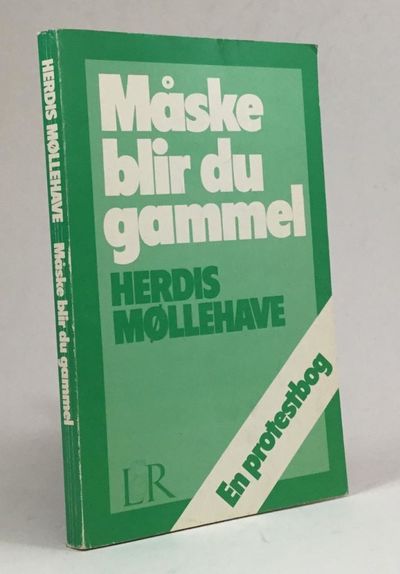 HERDIS MØLLEHAVE Måske blir du gammel
Måske
blir du
gammel
HERDIS
MØLLEHAVE
En protestbog
LR